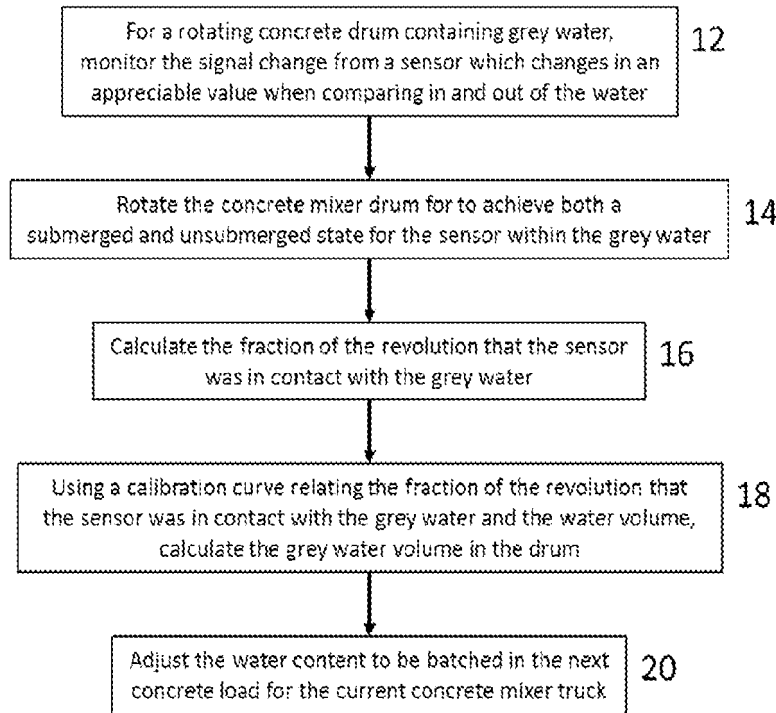 For a rotating concrete drum containing grey water,
monitor the signal change from a sensor which changes in an
appreciable value when comparing in and out of the water
12
Rotate the concrete mixer drum for to achieve both a
submerged and unsubmerged state for the sensor within the grey water
14
Calculate the fraction of the revolution that the sensor
was in contact with the grey water
16
Using a calibration curve relating the fraction of the revolution that
the sensor was in contact with the grey water and the water volume,
calculate the grey water volume in the drum
18
Adjust the water content to be batched in the next
concrete load for the current concrete mixer truck
20